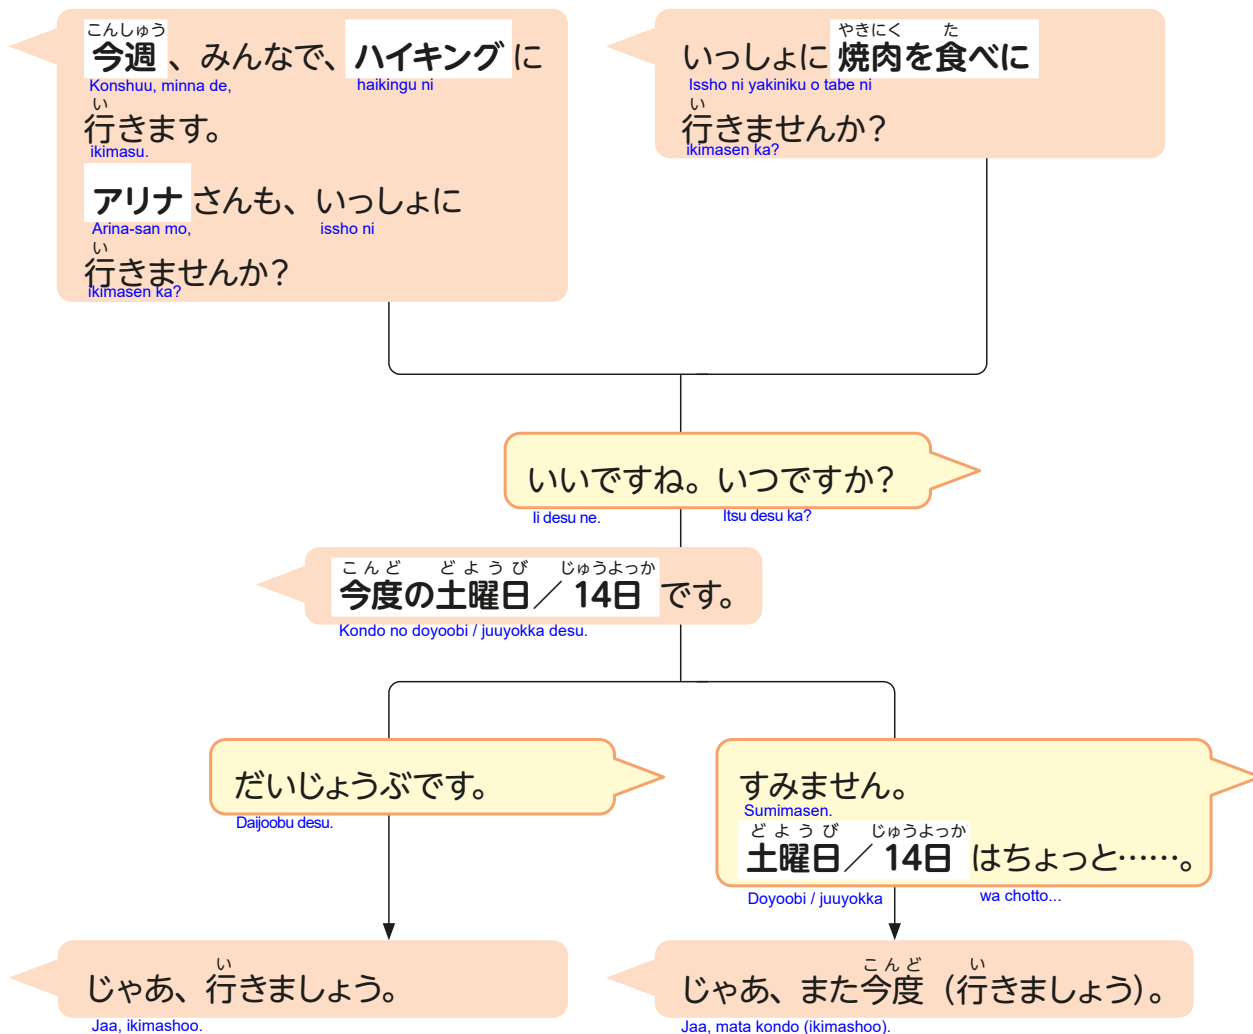 こんしゅう
今週、みんなで、ハイキングに
Konshuu, minna de, haikingu ni
い
行きます。
ikimasu.
アリナさんも、いっしょに
Arina-san mo, issho ni
い
行きませんか?
ikimasen ka?
やきにく た
いっしょに焼肉を食べに
Issho ni yakiniku o tabe ni
い
行きませんか?
ikimasen ka?
いいですね。いつですか?
Ii desu ne. Itsu desu ka?
こんど どようび じゅうよっか
今度の土曜日/14日です。
Kondo no doyoobi / juuyokka desu.
だいじょうぶです。
Daijoobu desu.
すみません。
Sumimasen.
どようび じゅうよっか
土曜日/14日はちょっと……。
Doyoobi / juuyokka wa chotto...
い
じゃあ、行きましょう。
Jaa, ikimashoo.
こんど い
じゃあ、また今度(行きましょう)。
Jaa, mata kondo (ikimashoo).